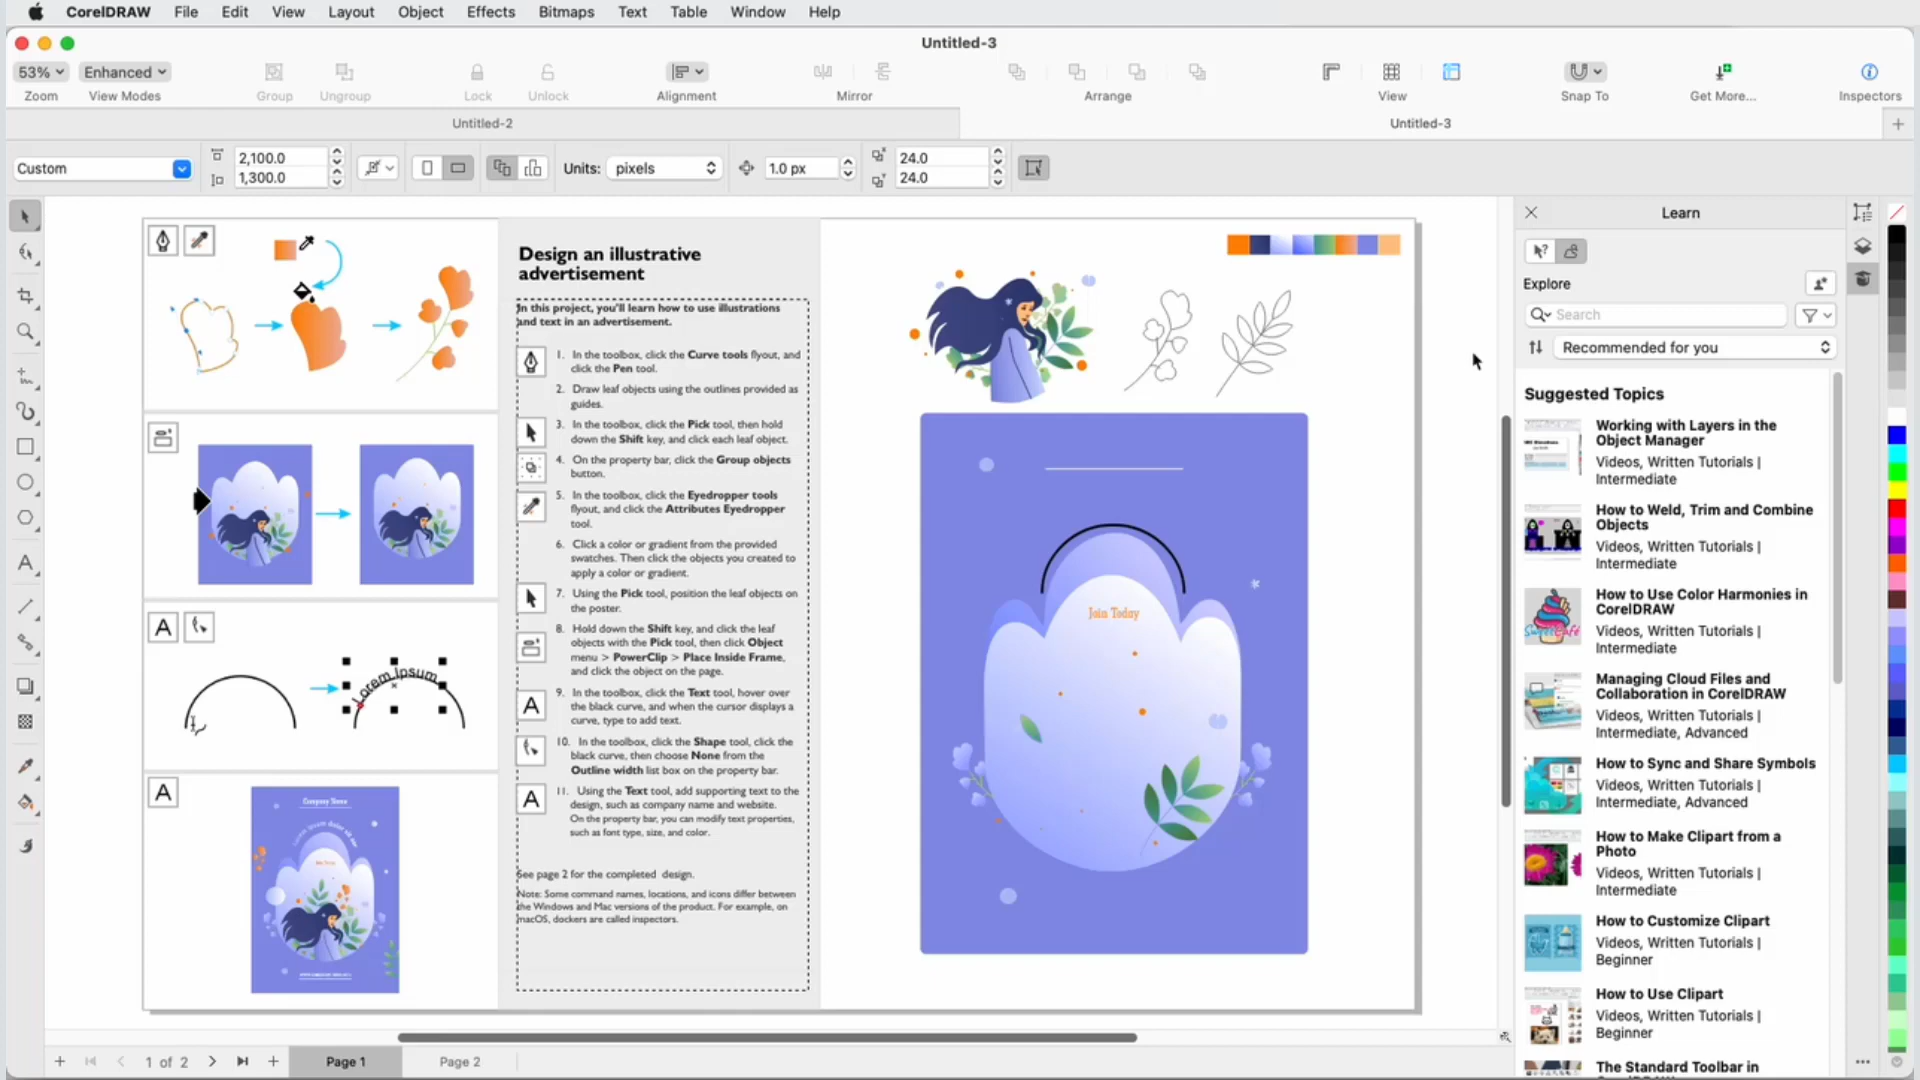 CorelDRAW File Edit View Layout Object Effects Bitmaps Text Table Window Help
Untitled-3
53% Enhanced
Zoom View Modes Group Ungroup Lock Unlock Alignment Mirror Arrange View Snap To Get More... Inspectors
Untitled-2 Untitled-3
Custom 2,100.0 1,300.0 Units: pixels 1.0 px 24.0 24.0
Design an illustrative
advertisement
In this project, you'll learn how to use illustrations
and text in an advertisement.
1. In the toolbox, click the Curve tools flyout, and
click the Pen tool.
2. Draw leaf objects using the outlines provided as
guides.
3. In the toolbox, click the Pick tool, then hold
down the Shift key, and click each leaf object.
4. On the property bar, click the Group objects
button.
5. In the toolbox, click the Eyedropper tools
flyout, and click the Attributes Eyedropper
tool.
6. Click a color or gradient from the provided
swatches. Then click the objects you created to
apply a color or gradient.
7. Using the Pick tool, position the leaf objects on
the poster.
8. Hold down the Shift key, and click the leaf
objects with the Pick tool, then click Object
menu > PowerClip > Place Inside Frame,
and click the object on the page.
9. In the toolbox, click the Text tool, hover over
the black curve, and when the cursor displays a
curve, type to add text.
10. In the toolbox, click the Shape tool, click the
black curve, then choose None from the
Outline width list box on the property bar.
11. Using the Text tool, add supporting text to the
design, such as company name and website.
On the property bar, you can modify text properties,
such as font type, size, and color.
See page 2 for the completed design.
Note: Some command names, locations, and icons differ between
the Windows and Mac versions of the product. For example, on
macOS, dockers are called inspectors.
A
Lorem Ipsum
A
A
A
Company Name
Lorem ipsum dolor sit
Join Today
Join Today
Learn
Explore
Search
Recommended for you
Suggested Topics
Working with Layers in the
Object Manager
Videos, Written Tutorials |
Intermediate
How to Weld, Trim and Combine
Objects
Videos, Written Tutorials |
Intermediate
How to Use Color Harmonies in
CorelDRAW
Videos, Written Tutorials |
Intermediate
Managing Cloud Files and
Collaboration in CorelDRAW
Videos, Written Tutorials |
Intermediate, Advanced
How to Sync and Share Symbols
Videos, Written Tutorials |
Intermediate, Advanced
How to Make Clipart from a
Photo
Videos, Written Tutorials |
Intermediate
How to Customize Clipart
Videos, Written Tutorials |
Beginner
How to Use Clipart
Videos, Written Tutorials |
Beginner
The Standard Toolbar in
1 of 2 Page 1 Page 2